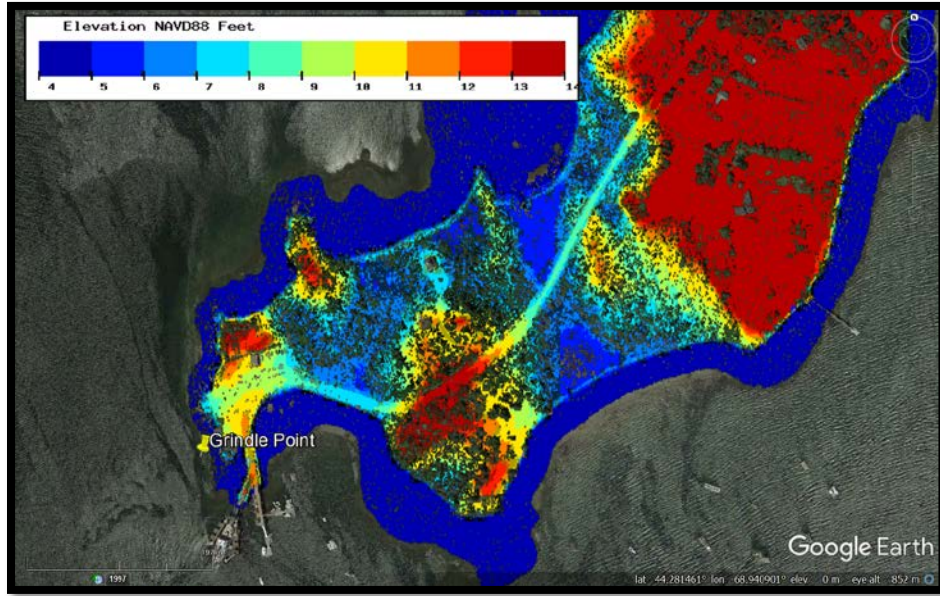 Elevation NAVD88 Feet
4 5 6 7 8 9 10 11 12 13 14
N
Grindle Point
Google Earth
1997
lat 44.281461° lon -68.940901° elev 0 m eye alt 852 m